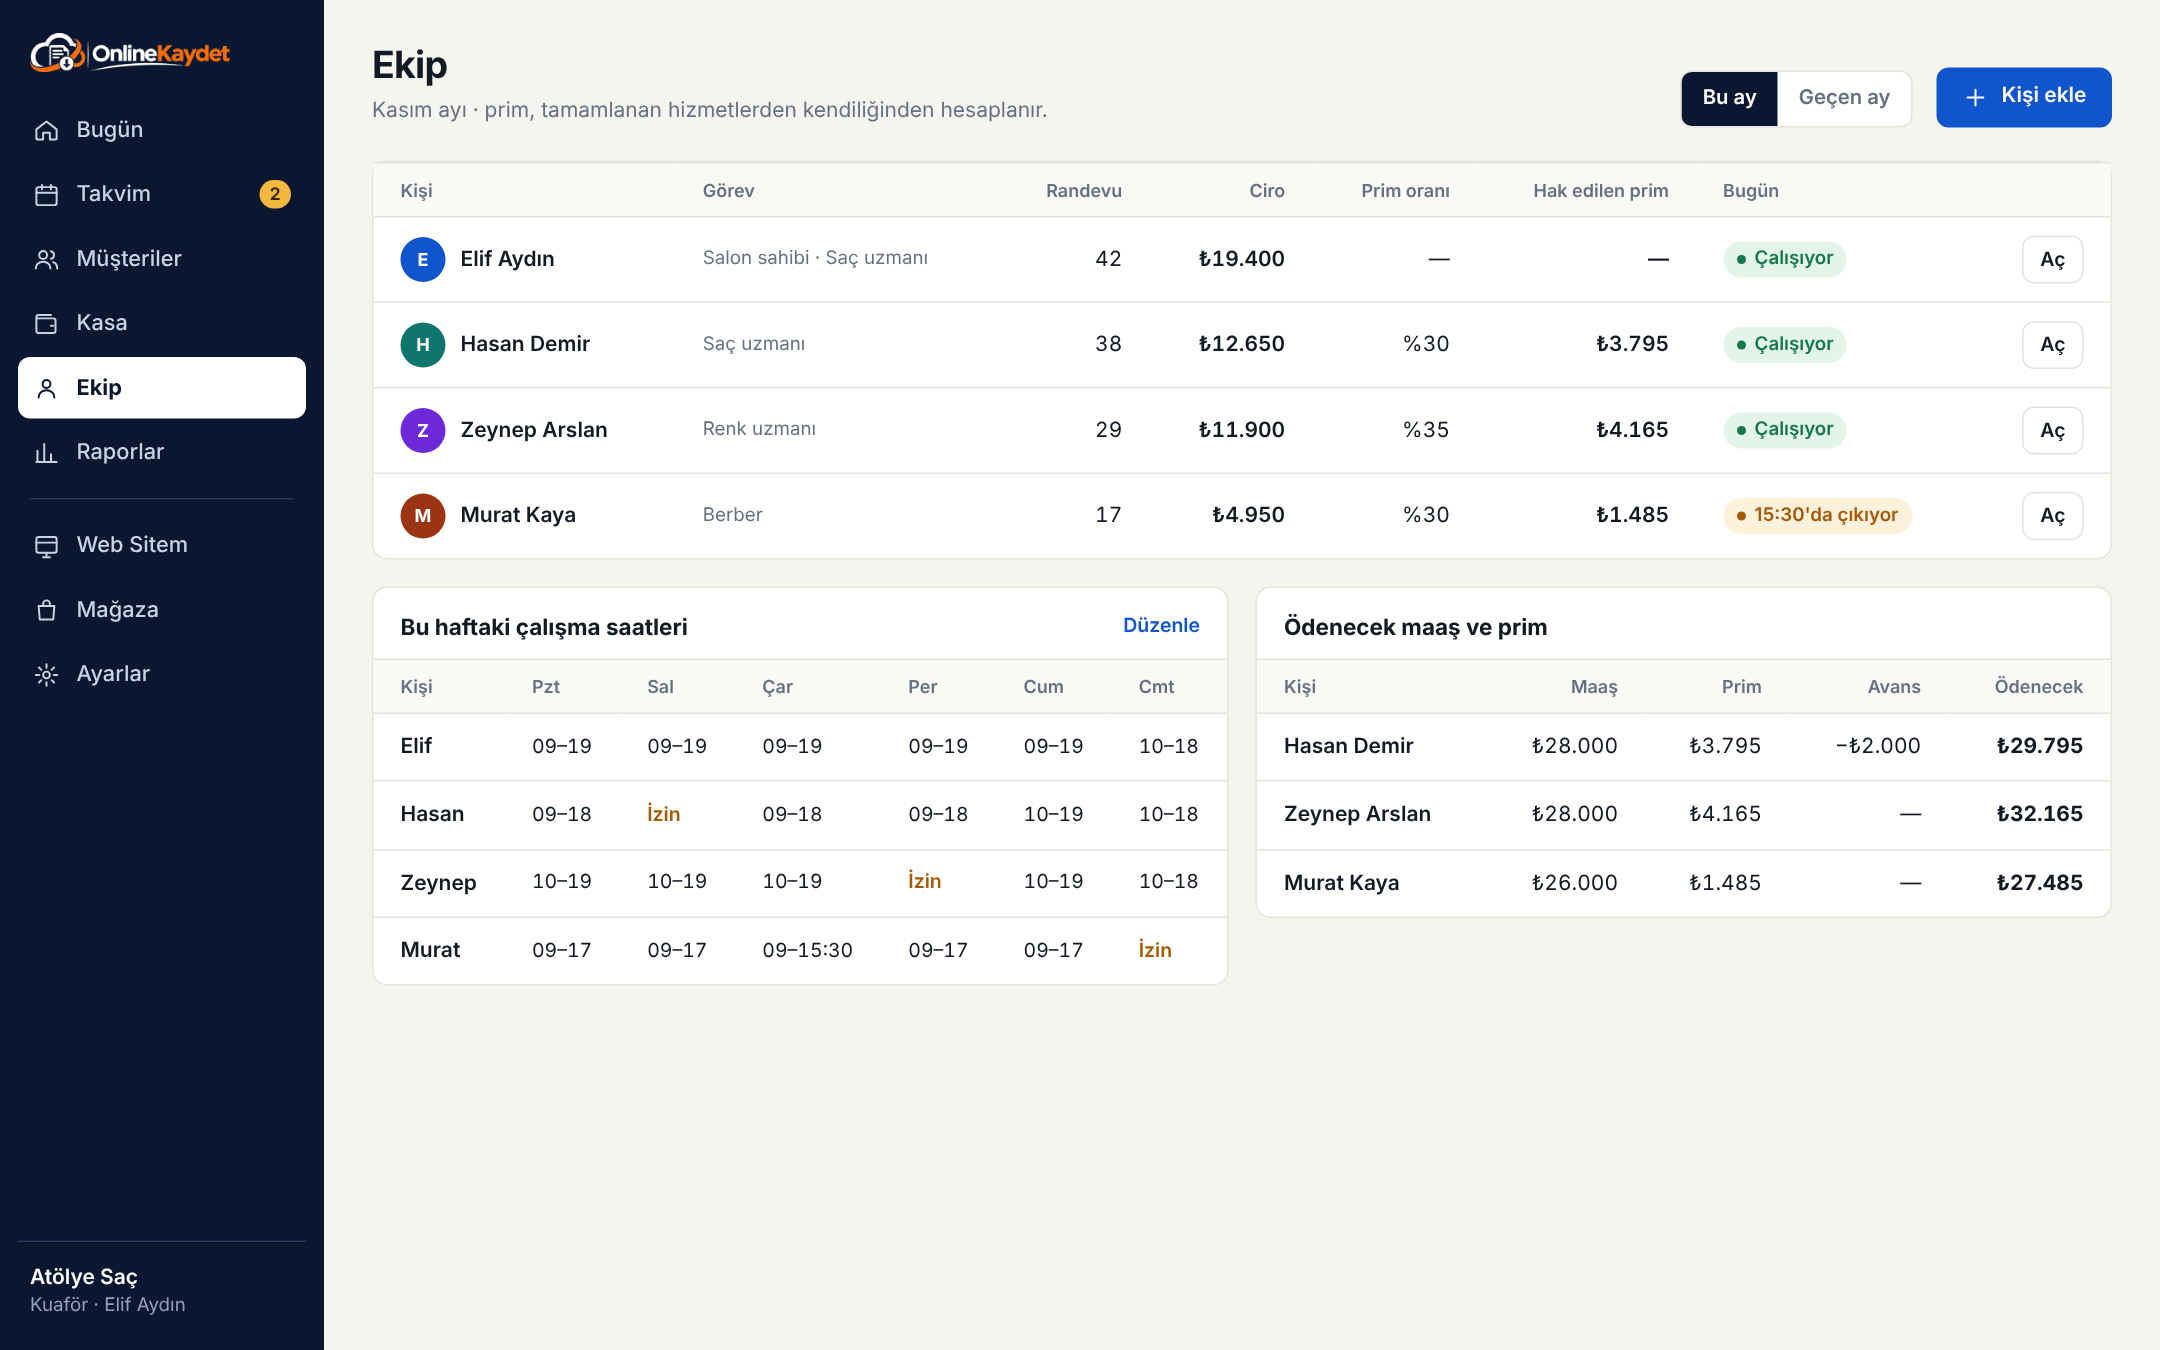 OnlineKaydet
Bugün
Takvim 2
Müşteriler
Kasa
Ekip
Raporlar
Web Sitem
Mağaza
Ayarlar
Atölye Saç
Kuaför · Elif Aydın
Ekip
Kasım ayı · prim, tamamlanan hizmetlerden kendiliğinden hesaplanır.
Bu ay Geçen ay + Kişi ekle
Kişi Görev Randevu Ciro Prim oranı Hak edilen prim Bugün
E Elif Aydın Salon sahibi · Saç uzmanı 42 ₺19.400 — — Çalışıyor Aç
H Hasan Demir Saç uzmanı 38 ₺12.650 %30 ₺3.795 Çalışıyor Aç
Z Zeynep Arslan Renk uzmanı 29 ₺11.900 %35 ₺4.165 Çalışıyor Aç
M Murat Kaya Berber 17 ₺4.950 %30 ₺1.485 15:30'da çıkıyor Aç
Bu haftaki çalışma saatleri Düzenle
Kişi Pzt Sal Çar Per Cum Cmt
Elif 09–19 09–19 09–19 09–19 09–19 10–18
Hasan 09–18 İzin 09–18 09–18 10–19 10–18
Zeynep 10–19 10–19 10–19 İzin 10–19 10–18
Murat 09–17 09–17 09–15:30 09–17 09–17 İzin
Ödenecek maaş ve prim
Kişi Maaş Prim Avans Ödenecek
Hasan Demir ₺28.000 ₺3.795 −₺2.000 ₺29.795
Zeynep Arslan ₺28.000 ₺4.165 — ₺32.165
Murat Kaya ₺26.000 ₺1.485 — ₺27.485